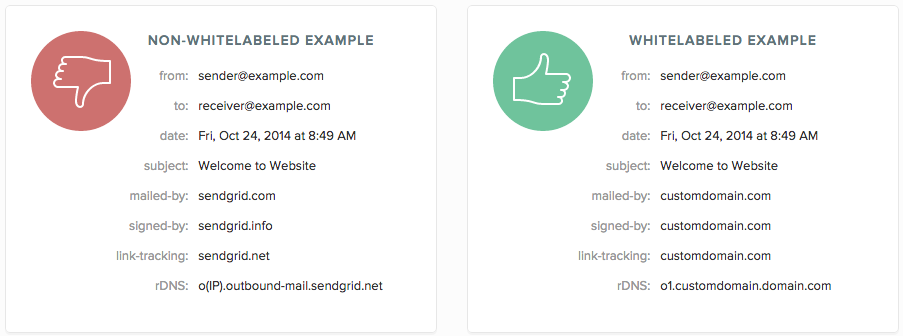 NON-WHITELABELED EXAMPLE
from: sender@example.com
to: receiver@example.com
date: Fri, Oct 24, 2014 at 8:49 AM
subject: Welcome to Website
mailed-by: sendgrid.com
signed-by: sendgrid.info
link-tracking: sendgrid.net
rDNS: o(IP).outbound-mail.sendgrid.net
WHITELABELED EXAMPLE
from: sender@example.com
to: receiver@example.com
date: Fri, Oct 24, 2014 at 8:49 AM
subject: Welcome to Website
mailed-by: customdomain.com
signed-by: customdomain.com
link-tracking: customdomain.com
rDNS: o1.customdomain.domain.com